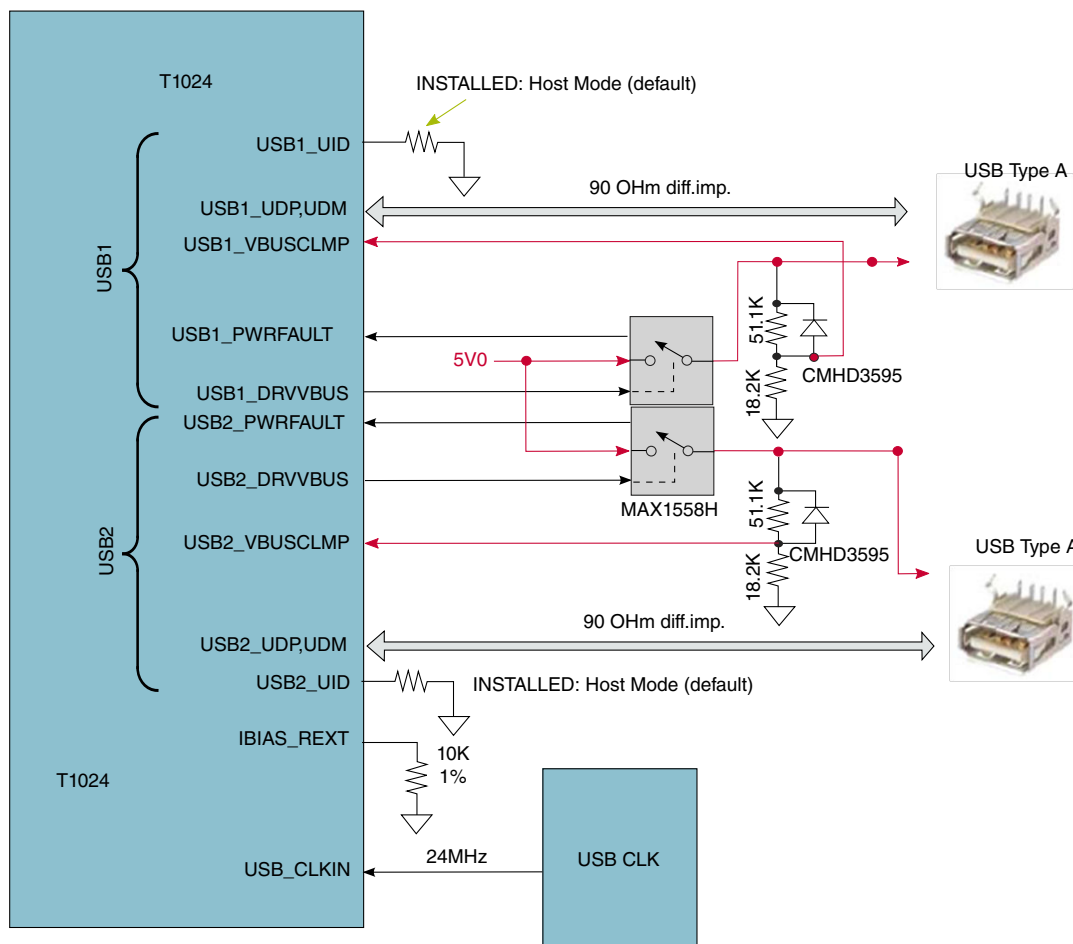 T1024
INSTALLED: Host Mode (default)
USB1_UID
USB Type A
90 OHm diff.imp.
USB1_UDP,UDM
USB1_VBUSCLMP
USB1
USB1_PWRFAULT
51.1K
5V0
CMHD3595
18.2K
USB1_DRVVBUS
USB2_PWRFAULT
USB2_DRVVBUS
MAX1558H
51.1K
USB2_VBUSCLMP
CMHD3595
USB Type A
USB2
18.2K
90 OHm diff.imp.
USB2_UDP,UDM
USB2_UID
INSTALLED: Host Mode (default)
IBIAS_REXT
10K
1%
T1024
24MHz
USB CLK
USB_CLKIN